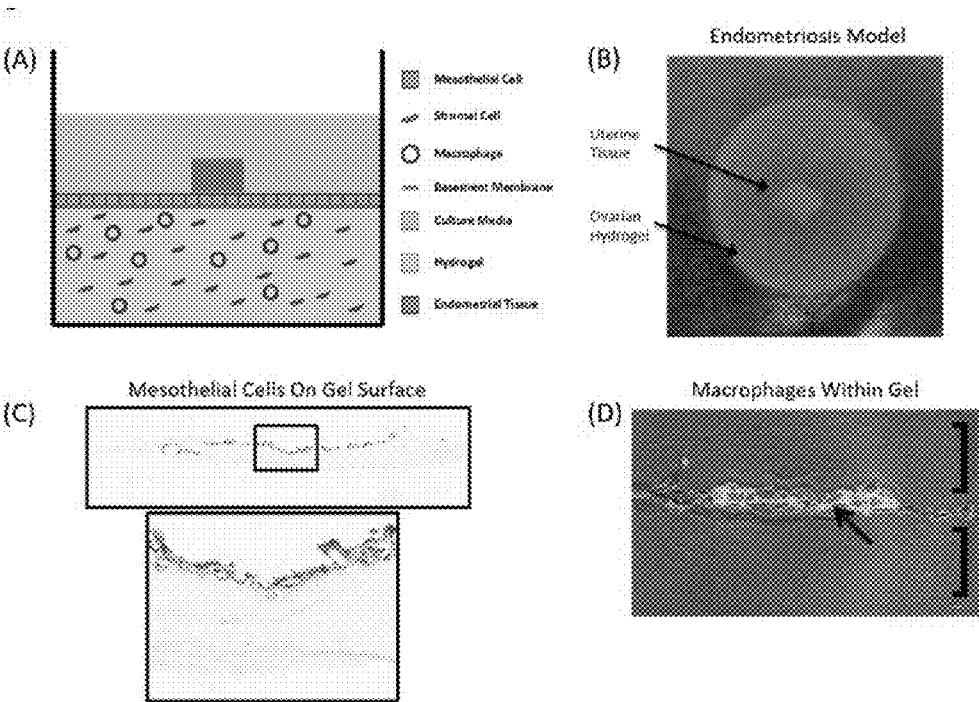 (A)
Mesothelial Cell
Stromal Cell
Macrophage
Basement Membrane
Culture Media
Hydrogel
Endometrial Tissue
Endometriosis Model
(B)
Uterine
Tissue
Ovarian
Hydrogel
Mesothelial Cells On Gel Surface
(C)
Macrophages Within Gel
(D)